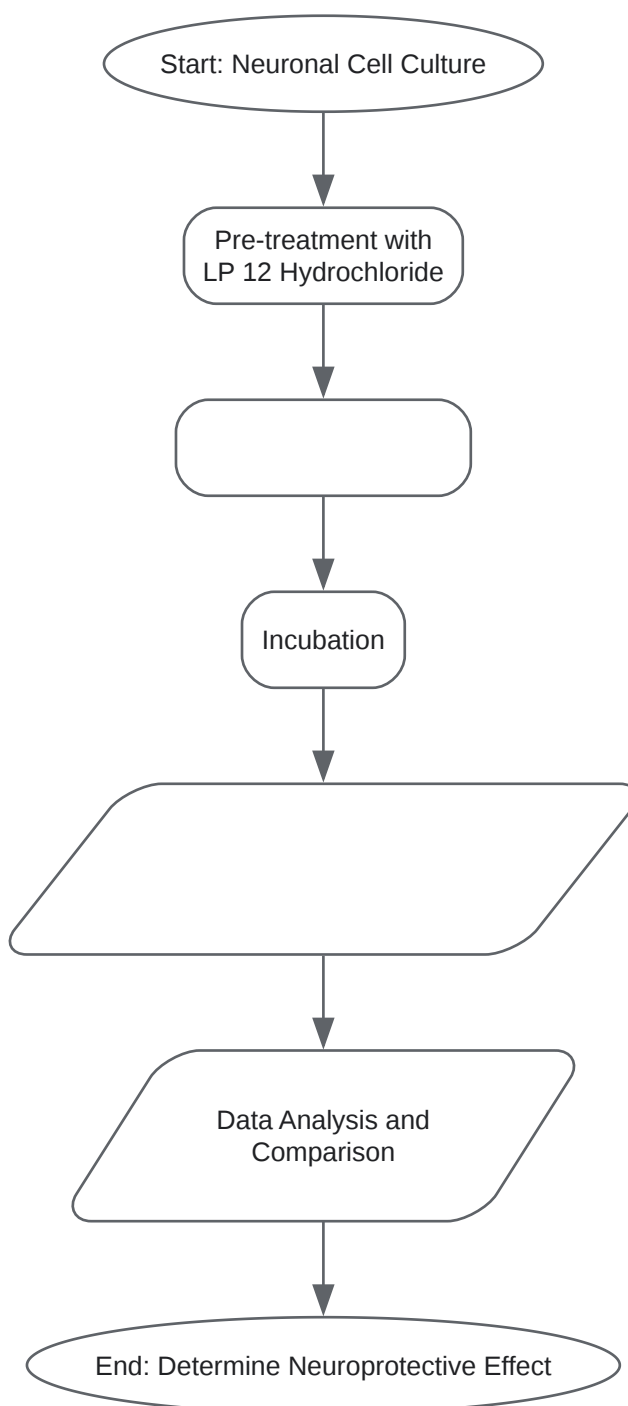 Start: Neuronal Cell Culture
Pre-treatment with
LP 12 Hydrochloride
Incubation
Data Analysis and
Comparison
End: Determine Neuroprotective Effect